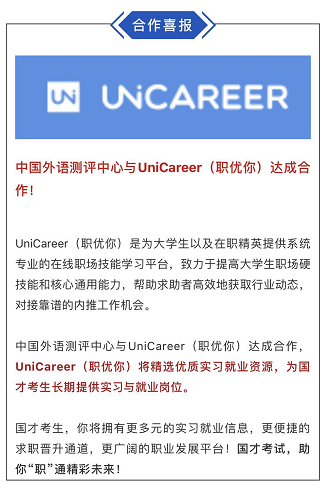 合作喜报
UNi UNiCAREER
中国外语测评中心与UniCareer（职优你）达成合
作！
UniCareer（职优你）是为大学生以及在职精英提供系统
专业的在线职场技能学习平台，致力于提高大学生职场硬
技能和核心通用能力，帮助求助者高效地获取行业动态，
对接靠谱的内推工作机会。
中国外语测评中心与UniCareer（职优你）达成合作，
UniCareer（职优你）将精选优质实习就业资源，为国
才考生长期提供实习与就业岗位。
国才考生，你将拥有更多元的实习就业信息，更便捷的
求职晋升通道，更广阔的职业发展平台！国才考试，助
你“职”通精彩未来！